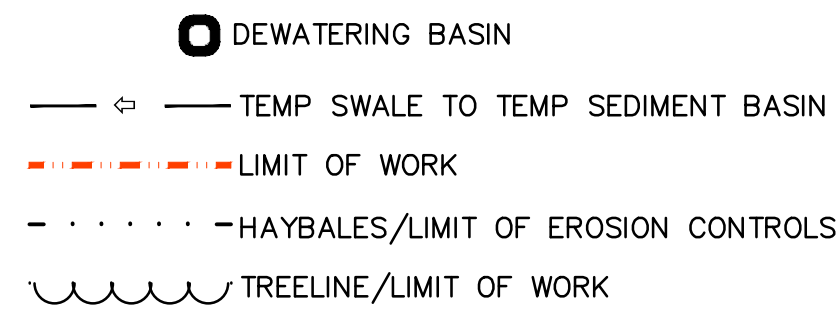 DEWATERING BASIN
TEMP SWALE TO TEMP SEDIMENT BASIN
LIMIT OF WORK
HAYBALES/LIMIT OF EROSION CONTROLS
TREELINE/LIMIT OF WORK